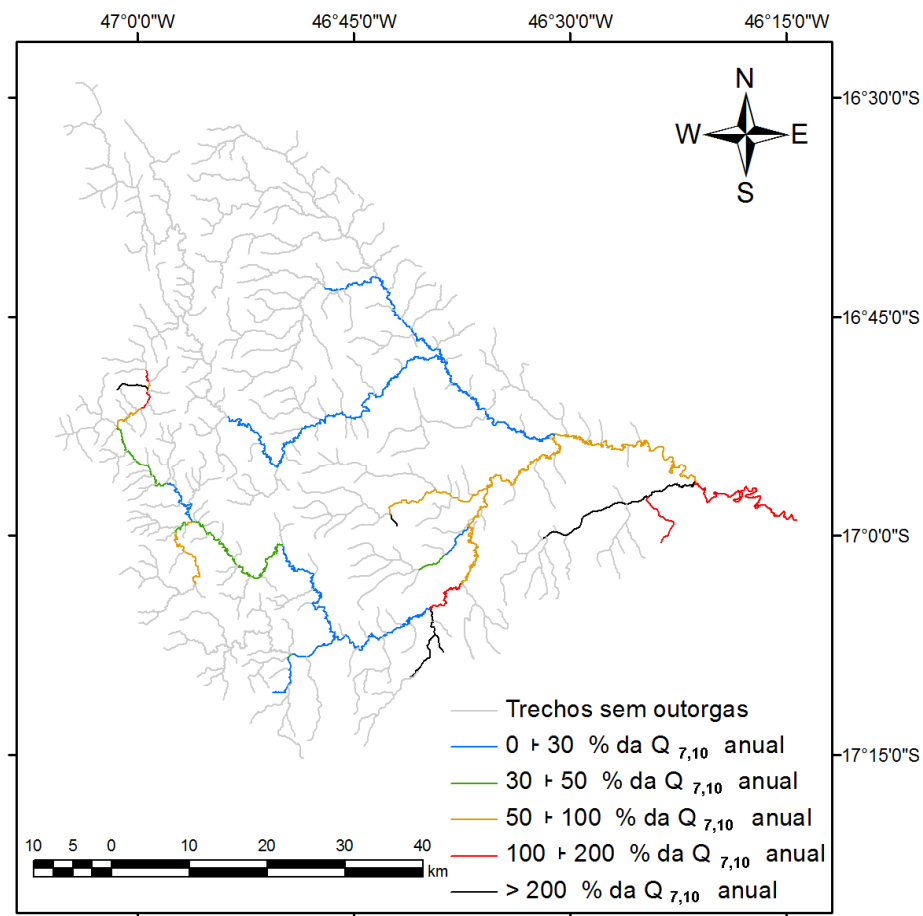 47°0'0"W 46°45'0"W 46°30'0"W 46°15'0"W
16°30'0"S
N
W E
S
16°45'0"S
17°0'0"S
Trechos sem outorgas
0 ⊦ 30 % da Q 7,10 anual
17°15'0"S
30 ⊦ 50 % da Q 7,10 anual
50 ⊦ 100 % da Q 7,10 anual
100 ⊦ 200 % da Q 7,10 anual
> 200 % da Q 7,10 anual
10 5 0 10 20 30 40
km